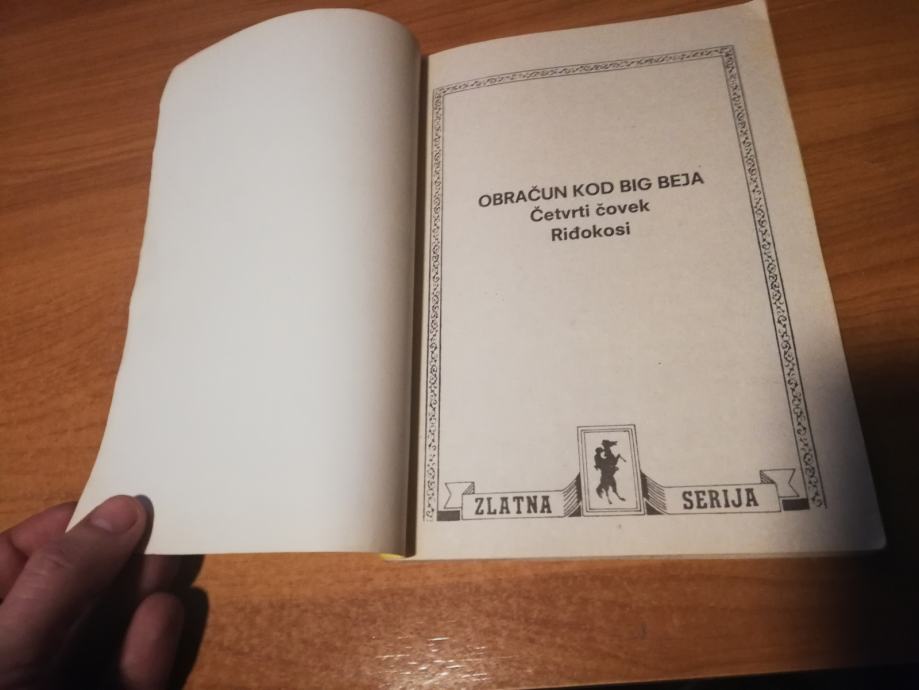 OBRAČUN KOD BIG BEJA
Četvrti čovek
Riđokosi
ZLATNA SERIJA